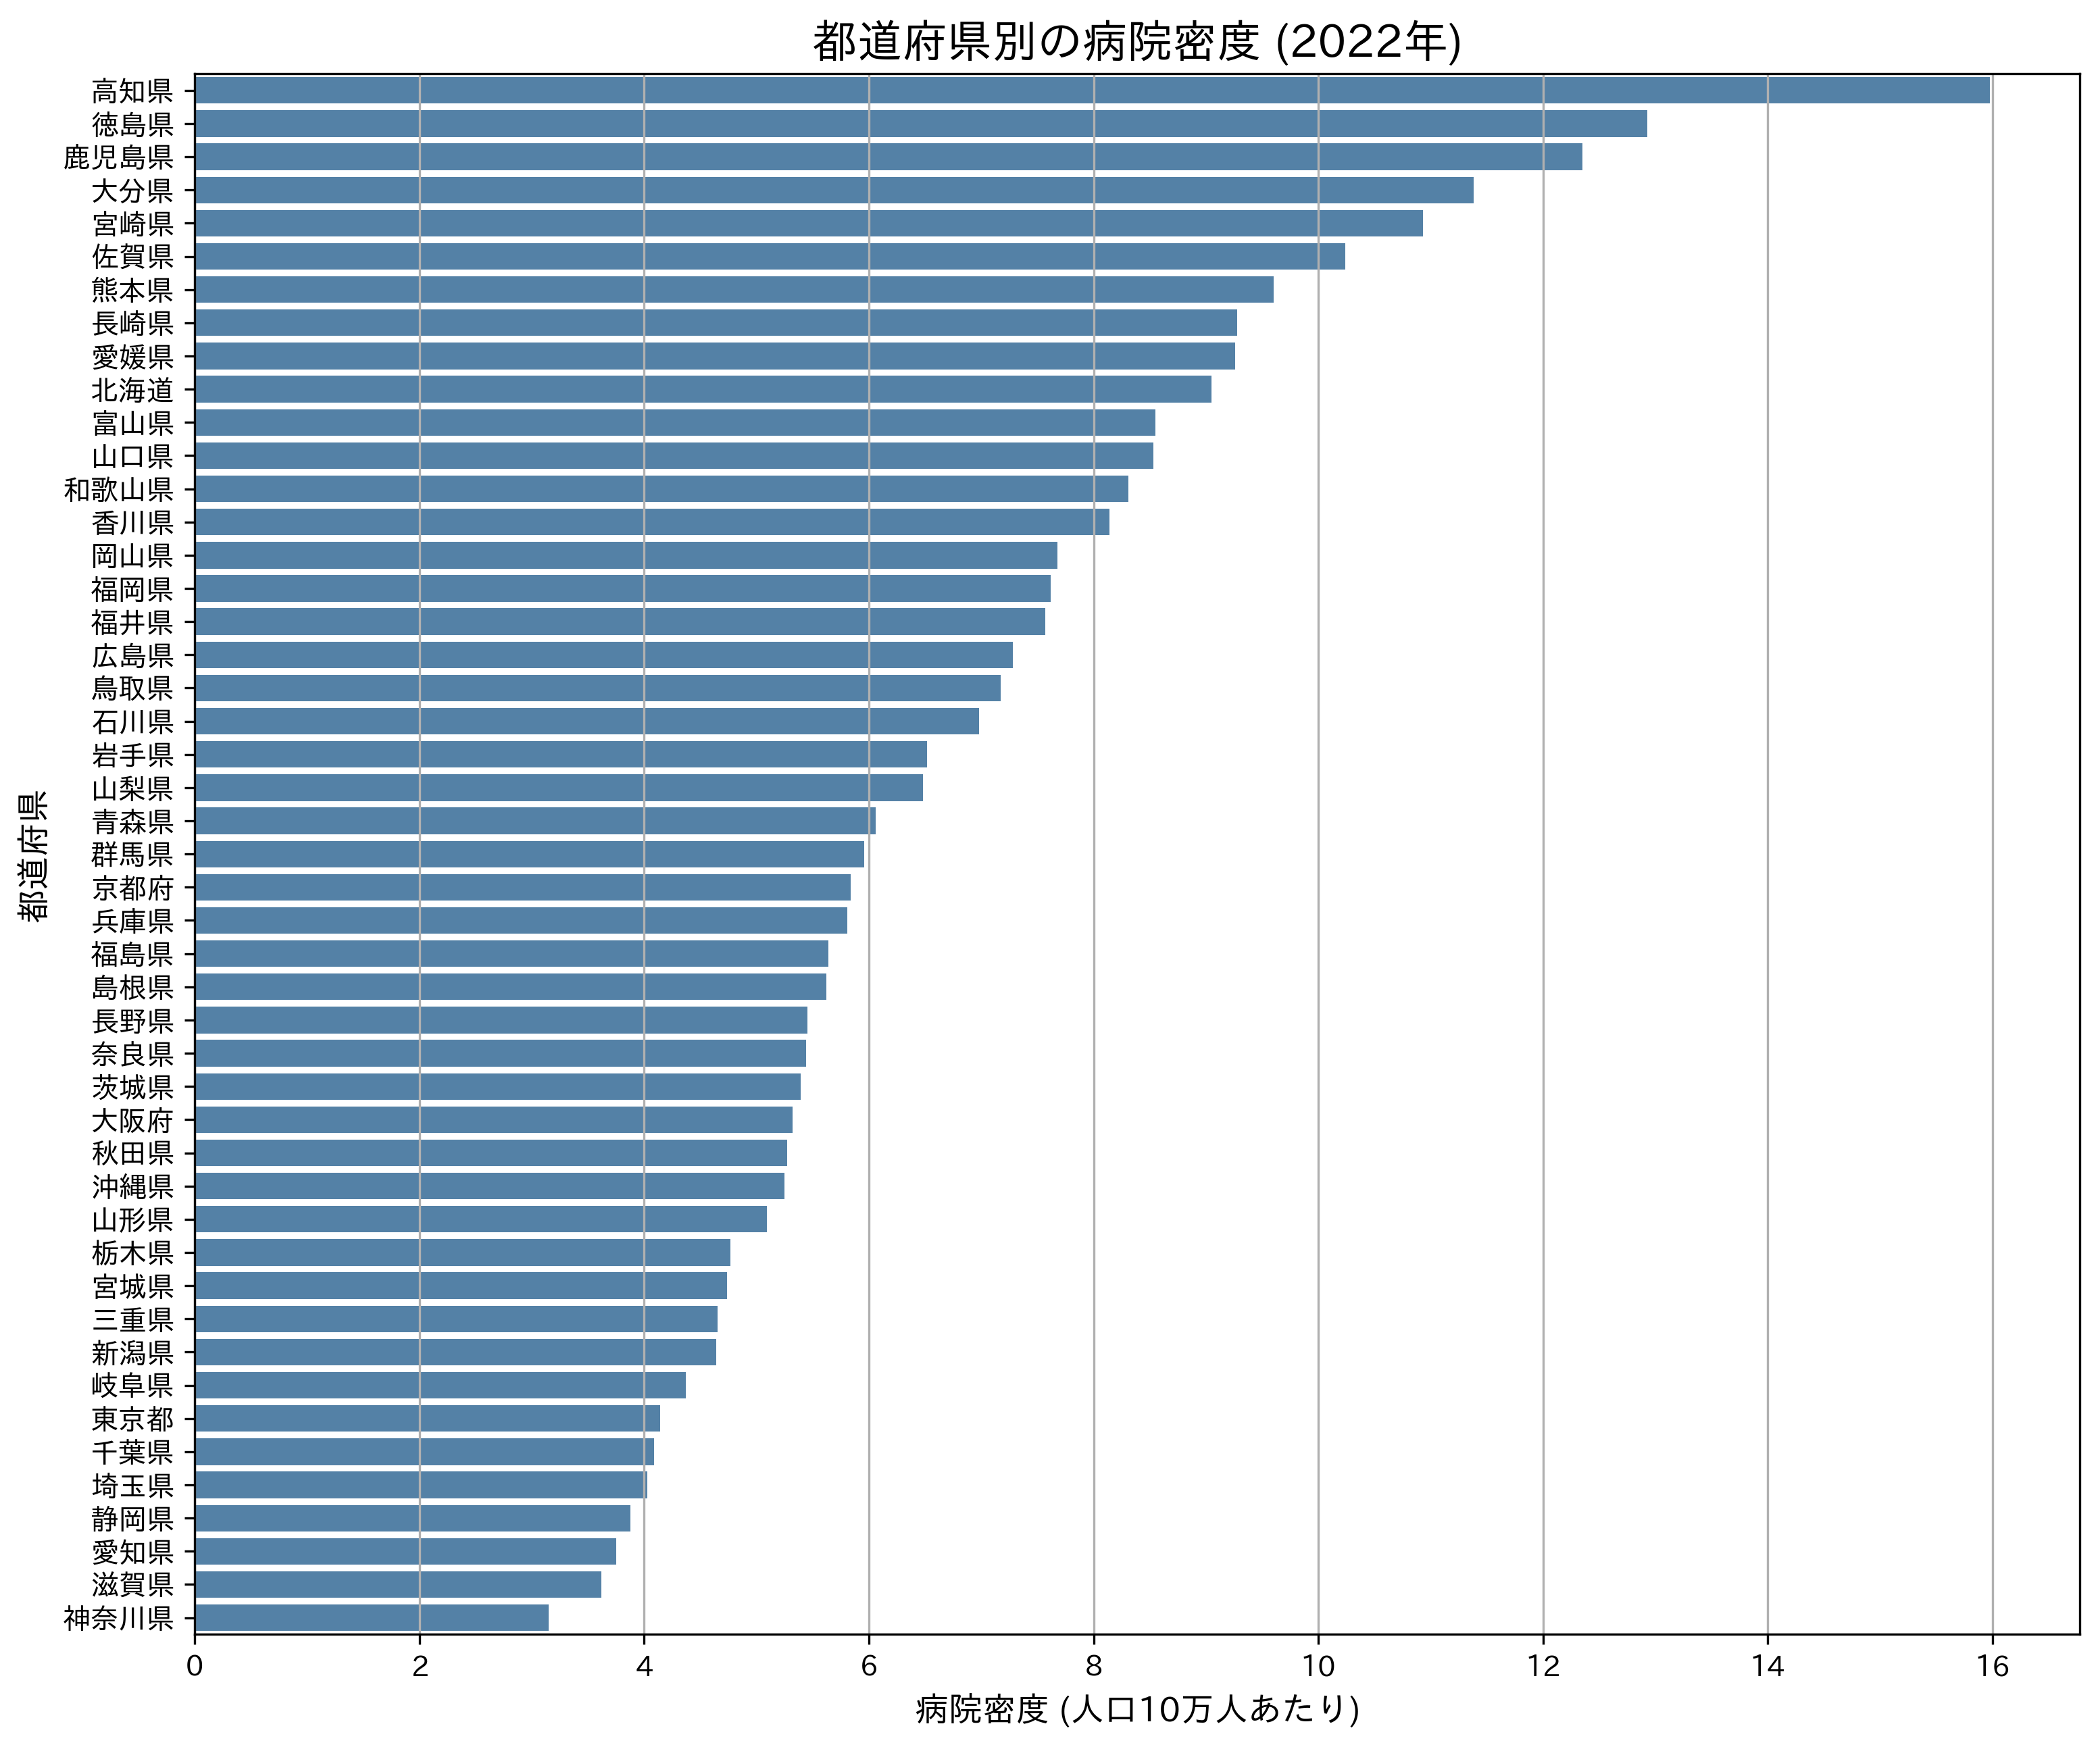 都道府県別の病院密度 (2022年)
都道府県
高知県
徳島県
鹿児島県
大分県
宮崎県
佐賀県
熊本県
長崎県
愛媛県
北海道
富山県
山口県
和歌山県
香川県
岡山県
福岡県
福井県
広島県
鳥取県
石川県
岩手県
山梨県
青森県
群馬県
京都府
兵庫県
福島県
島根県
長野県
奈良県
茨城県
大阪府
秋田県
沖縄県
山形県
栃木県
宮城県
三重県
新潟県
岐阜県
東京都
千葉県
埼玉県
静岡県
愛知県
滋賀県
神奈川県
0 2 4 6 8 10 12 14 16
病院密度 (人口10万人あたり)